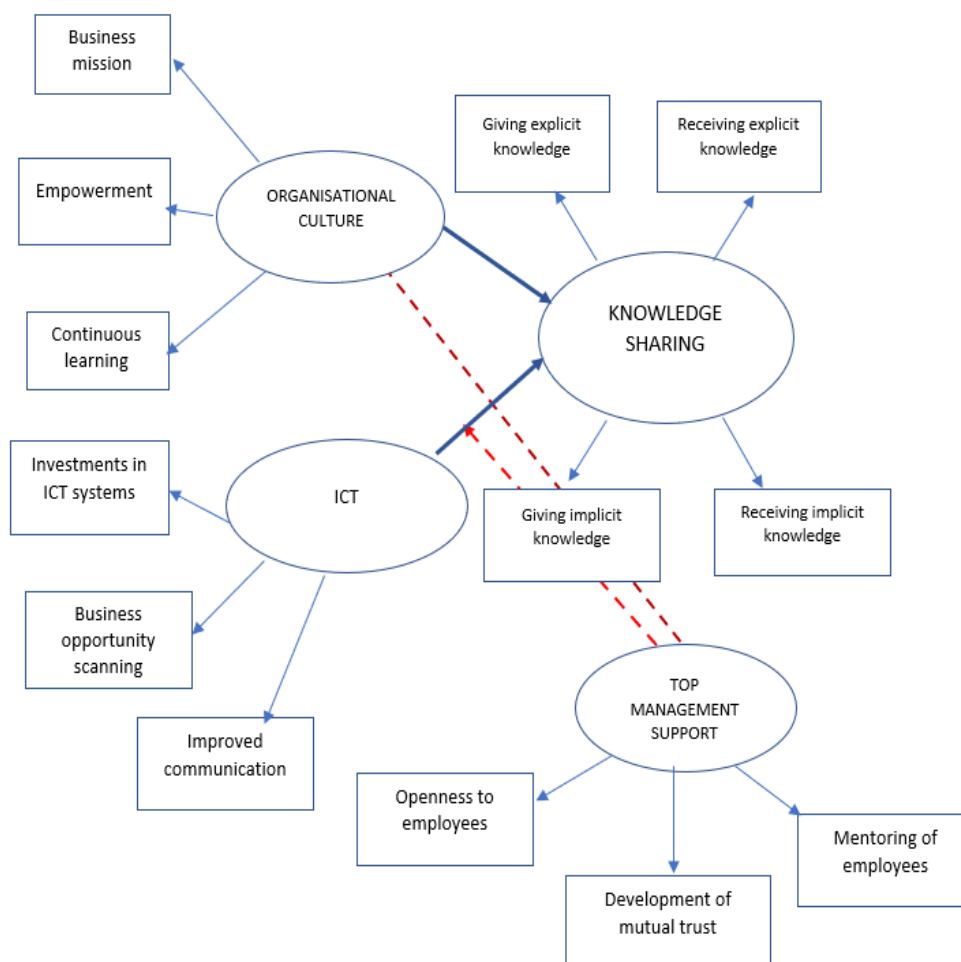 Business
mission
Giving explicit
knowledge
Receiving explicit
knowledge
Empowerment
ORGANISATIONAL
CULTURE
KNOWLEDGE
SHARING
Continuous
learning
Investments in
ICT systems
ICT
Giving implicit
knowledge
Receiving implicit
knowledge
Business
opportunity
scanning
TOP
MANAGEMENT
SUPPORT
Improved
communication
Openness to
employees
Mentoring of
employees
Development of
mutual trust